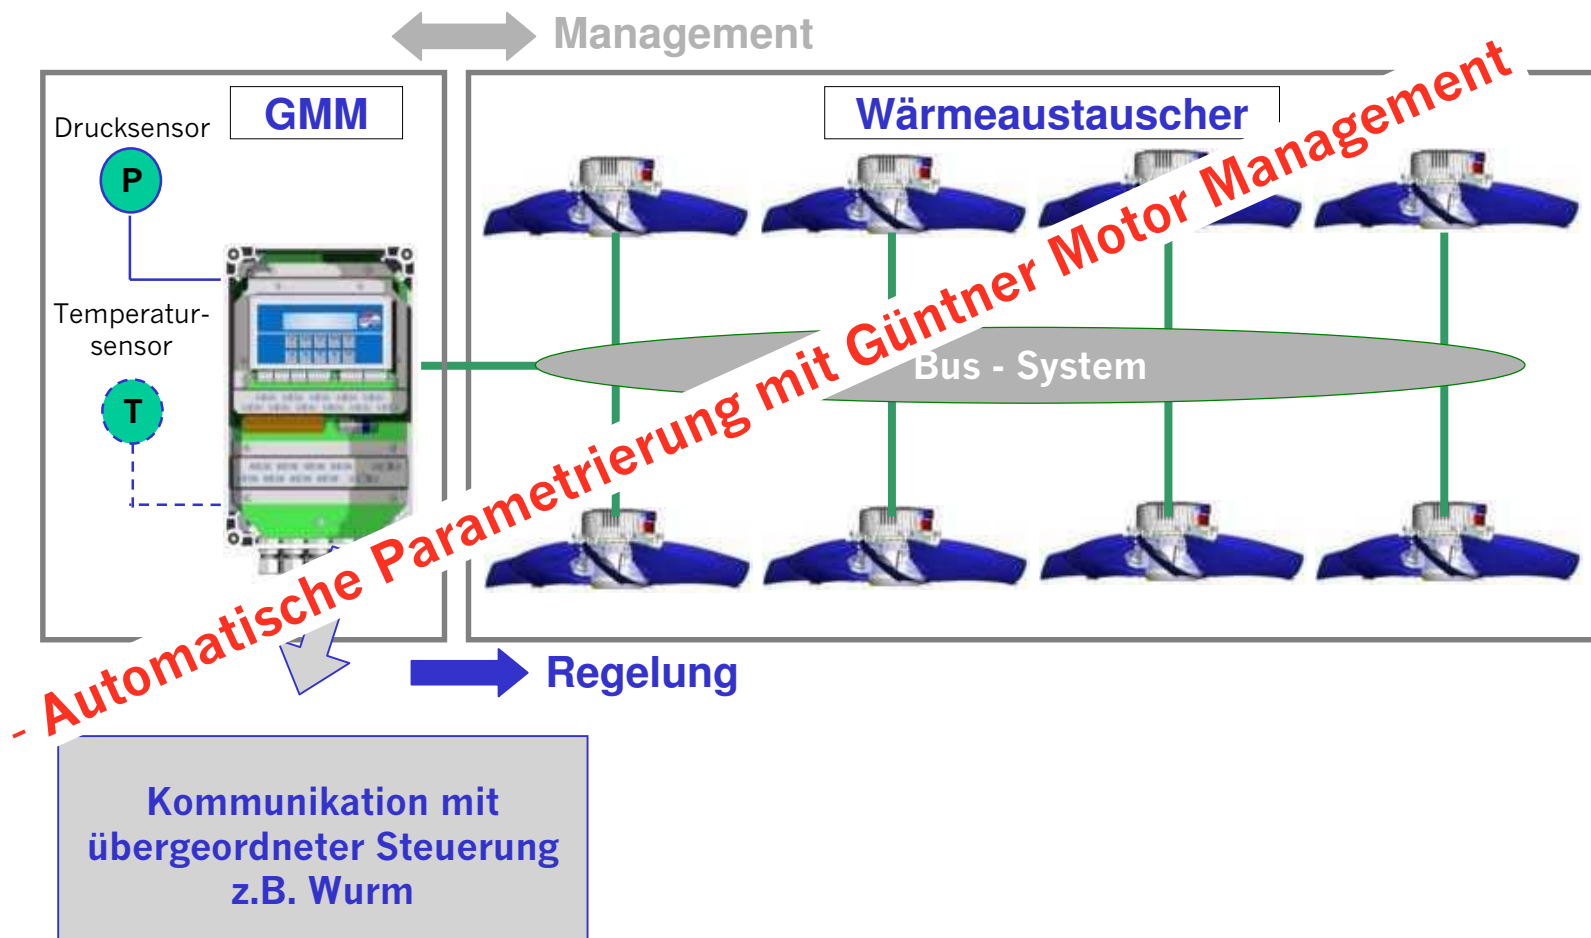 Management
GMM
Wärmeaustauscher
Drucksensor
P
Temperatur-
sensor
T
Bus - System
- Automatische Parametrierung mit Güntner Motor Management
Regelung
Kommunikation mit
übergeordneter Steuerung
z.B. Wurm